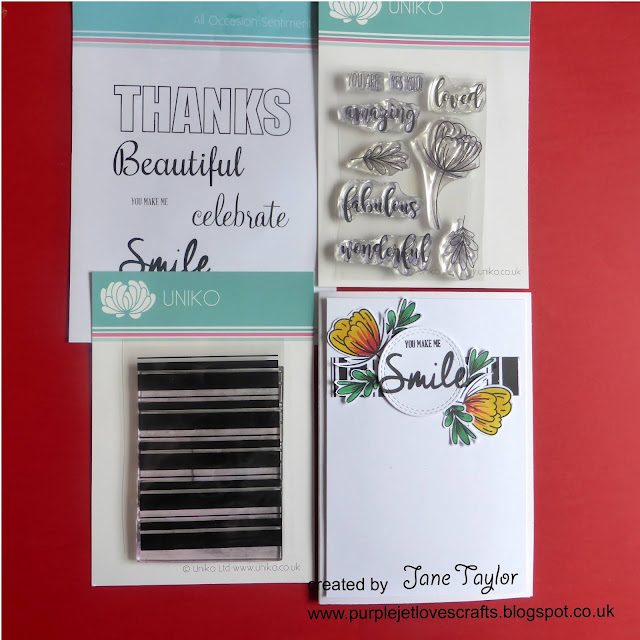 All Occasion Sentiment
THANKS
Beautiful
YOU MAKE ME
celebrate
Smile
UNIKO
YOU ARE YES YOU!
loved
amazing
fabulous
wonderful
uniko.co.uk
UNIKO
© Uniko Ltd www.uniko.co.uk
YOU MAKE ME
Smile
created by Jane Taylor
www.purplejetlovescrafts.blogspot.co.uk